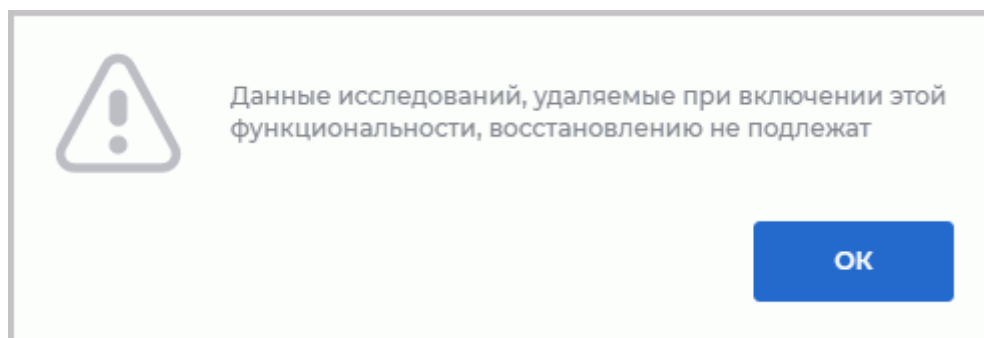 Данные исследований, удаляемые при включении этой
функциональности, восстановлению не подлежат
ОК